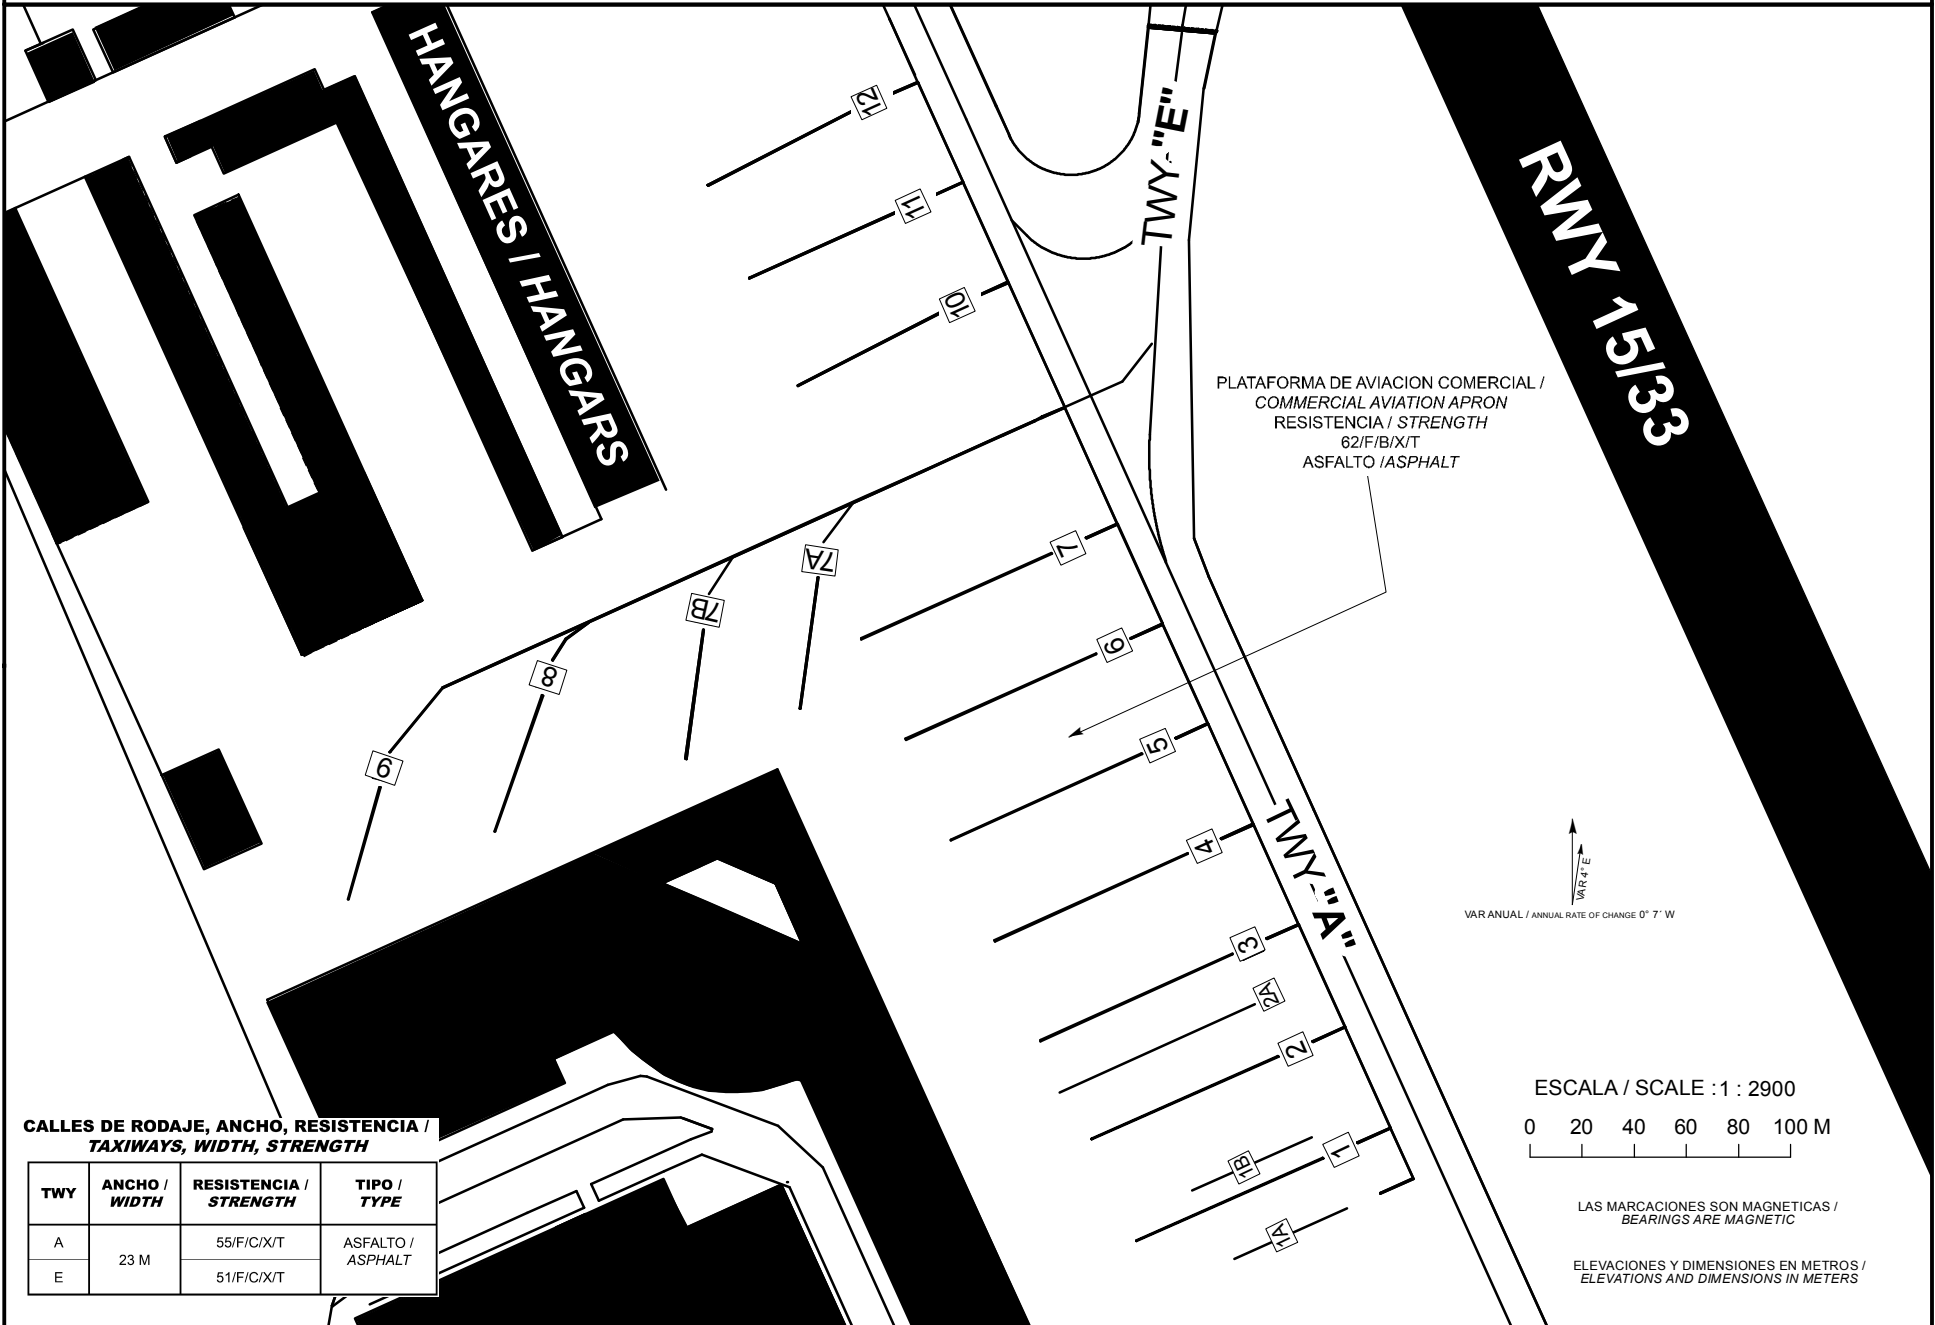 HANGARES / HANGARS
12
11
10
TWY "E"
RWY 15/33
PLATAFORMA DE AVIACION COMERCIAL /
COMMERCIAL AVIATION APRON
RESISTENCIA / STRENGTH
62/F/B/X/T
ASFALTO /ASPHALT
7
7A
7B
8
9
6
5
4
3
2A
2
1B
1
1A
TWY "A"
VAR 4° E
VAR ANUAL / ANNUAL RATE OF CHANGE 0° 7´ W
ESCALA / SCALE : 1 : 2900
0 20 40 60 80 100 M
LAS MARCACIONES SON MAGNETICAS /
BEARINGS ARE MAGNETIC
ELEVACIONES Y DIMENSIONES EN METROS /
ELEVATIONS AND DIMENSIONS IN METERS
CALLES DE RODAJE, ANCHO, RESISTENCIA /
TAXIWAYS, WIDTH, STRENGTH
TWY
ANCHO /
WIDTH
RESISTENCIA /
STRENGTH
TIPO /
TYPE
A
23 M
55/F/C/X/T
ASFALTO /
ASPHALT
E
51/F/C/X/T